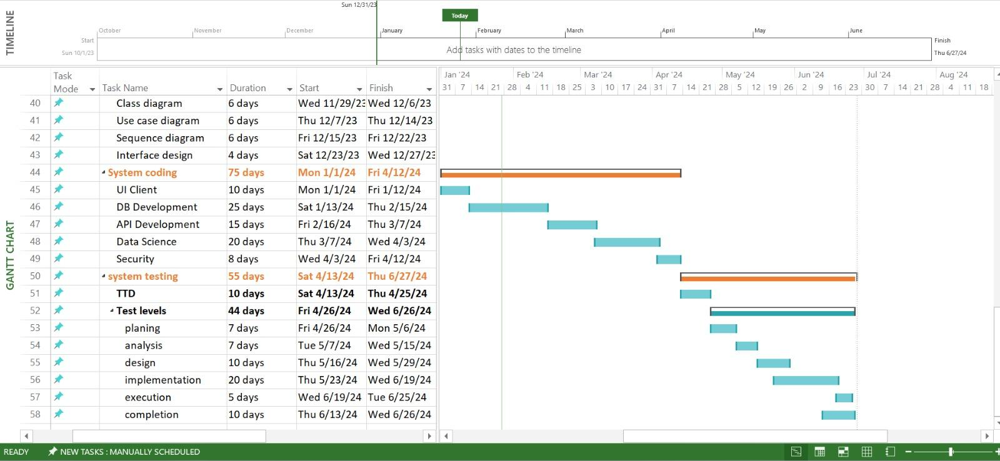 TIMELINE
Sun 12/31/23
Today
October November December January February March April May June
Start
Sun 10/1/23
Add tasks with dates to the timeline
Finish
Thu 6/27/24
GANTT CHART
Task Mode Task Name Duration Start Finish
Jan '24 Feb '24 Mar '24 Apr '24 May '24 Jun '24 Jul '24 Aug '24
31 7 14 21 28 4 11 18 25 3 10 17 24 31 7 14 21 28 5 12 19 26 2 9 16 23 30 7 14 21 28 4 11 18
40 Class diagram 6 days Wed 11/29/23 Wed 12/6/23
41 Use case diagram 6 days Thu 12/7/23 Thu 12/14/23
42 Sequence diagram 6 days Fri 12/15/23 Fri 12/22/23
43 Interface design 4 days Sat 12/23/23 Wed 12/27/23
44 System coding 75 days Mon 1/1/24 Fri 4/12/24
45 UI Client 10 days Mon 1/1/24 Fri 1/12/24
46 DB Development 25 days Sat 1/13/24 Thu 2/15/24
47 API Development 15 days Fri 2/16/24 Thu 3/7/24
48 Data Science 20 days Thu 3/7/24 Wed 4/3/24
49 Security 8 days Wed 4/3/24 Fri 4/12/24
50 system testing 55 days Sat 4/13/24 Thu 6/27/24
51 TTD 10 days Sat 4/13/24 Thu 4/25/24
52 Test levels 44 days Fri 4/26/24 Wed 6/26/24
53 planing 7 days Fri 4/26/24 Mon 5/6/24
54 analysis 7 days Tue 5/7/24 Wed 5/15/24
55 design 10 days Thu 5/16/24 Wed 5/29/24
56 implementation 20 days Thu 5/23/24 Wed 6/19/24
57 execution 5 days Wed 6/19/24 Tue 6/25/24
58 completion 10 days Thu 6/13/24 Wed 6/26/24
READY NEW TASKS : MANUALLY SCHEDULED